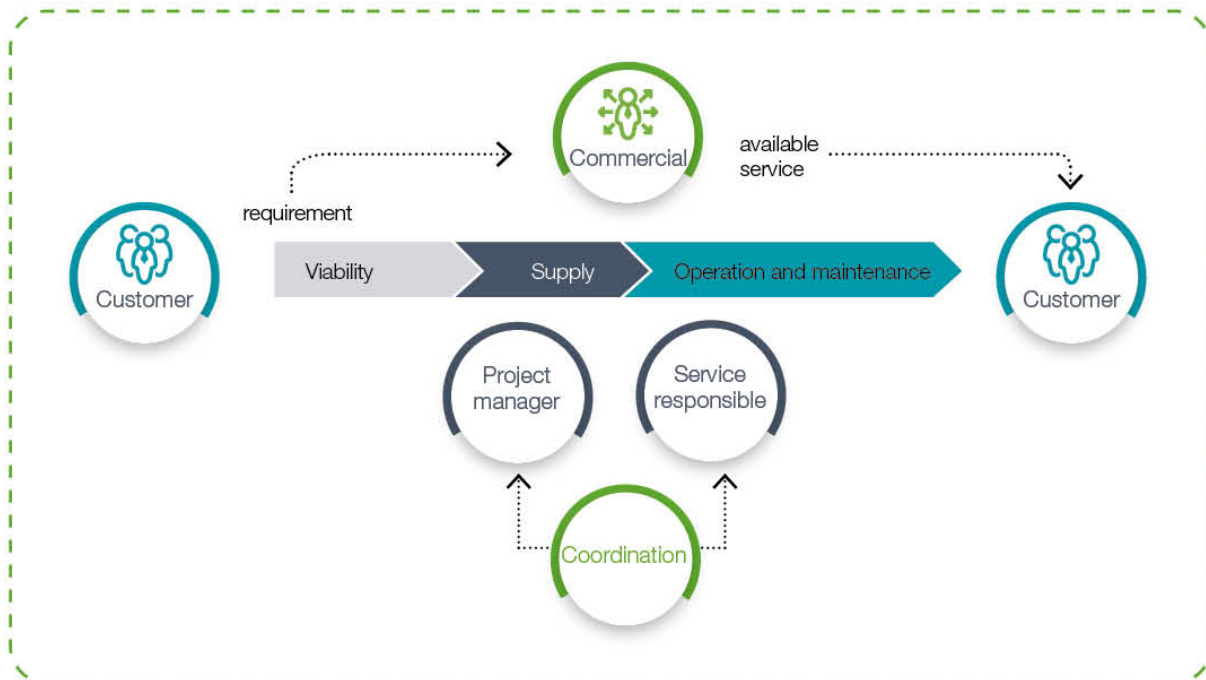 Commercial
available
service
requirement
Customer
Viability
Supply
Operation and maintenance
Customer
Project
manager
Service
responsible
Coordination